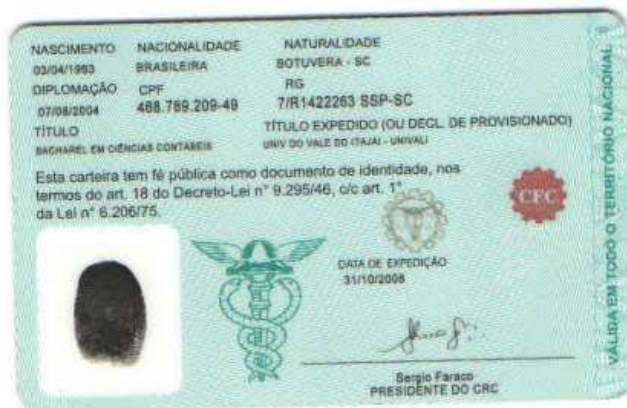 NASCIMENTO NACIONALIDADE NATURALIDADE
03/04/1963 BRASILEIRA BOTUVERA - SC
DIPLOMAÇÃO CPF RG
07/08/2004 468.789.209-49 7/R1422263 SSP-SC
TÍTULO TÍTULO EXPEDIDO (OU DECL. DE PROVISIONADO)
BACHAREL EM CIÊNCIAS CONTÁBEIS UNIV DO VALE DO ITAJAI - UNIVALI
Esta carteira tem fé pública como documento de identidade, nos
termos do art. 18 do Decreto-Lei n° 9.295/46, c/c art. 1°
da Lei n° 6.206/75.
CFC
DATA DE EXPEDIÇÃO
31/10/2008
Sergio Faraco
PRESIDENTE DO CRC
VÁLIDA EM TODO O TERRITÓRIO NACIONAL